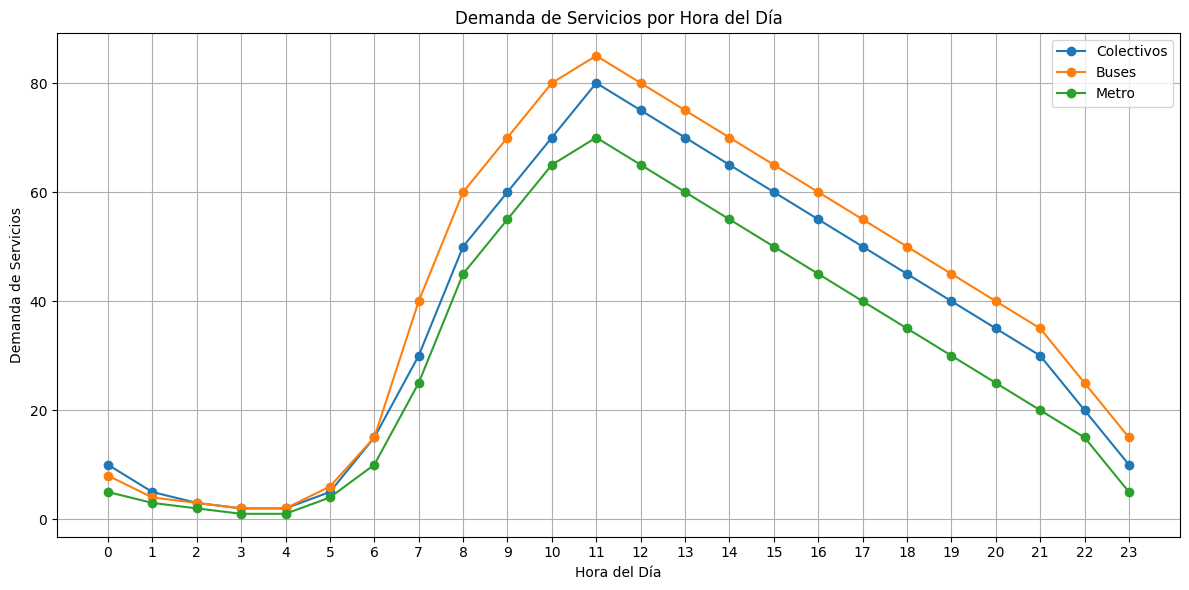 Demanda de Servicios por Hora del Día
Colectivos
Buses
Metro
Demanda de Servicios
80
60
40
20
0
0 1 2 3 4 5 6 7 8 9 10 11 12 13 14 15 16 17 18 19 20 21 22 23
Hora del Día